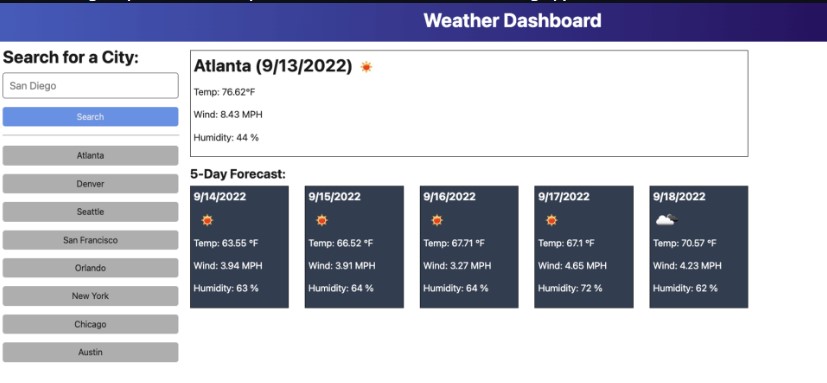 Weather Dashboard
Search for a City:
San Diego
Search
Atlanta
Denver
Seattle
San Francisco
Orlando
New York
Chicago
Austin
Atlanta (9/13/2022)
Temp: 76.62°F
Wind: 8.43 MPH
Humidity: 44 %
5-Day Forecast:
9/14/2022
Temp: 63.55 °F
Wind: 3.94 MPH
Humidity: 63 %
9/15/2022
Temp: 66.52 °F
Wind: 3.91 MPH
Humidity: 64 %
9/16/2022
Temp: 67.71 °F
Wind: 3.27 MPH
Humidity: 64 %
9/17/2022
Temp: 67.1 °F
Wind: 4.65 MPH
Humidity: 72 %
9/18/2022
Temp: 70.57 °F
Wind: 4.23 MPH
Humidity: 62 %